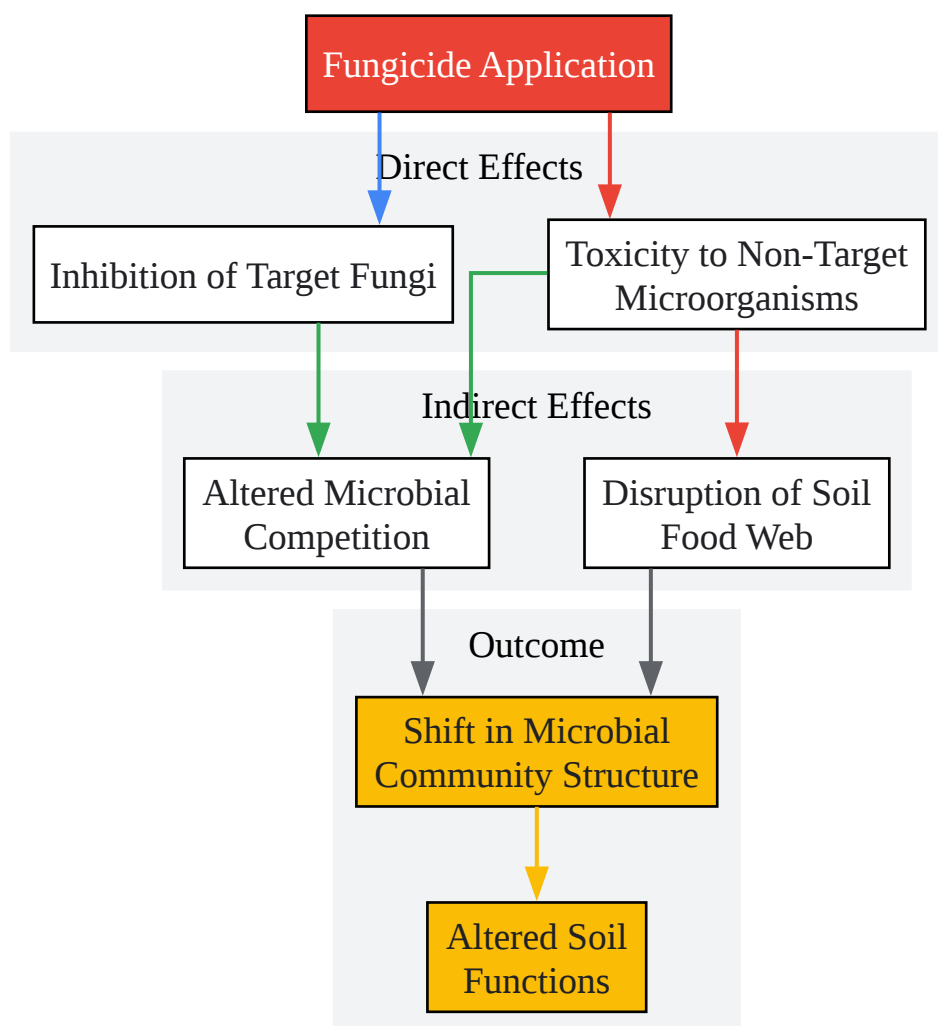 Fungicide Application
Direct Effects
Inhibition of Target Fungi
Toxicity to Non-Target
Microorganisms
Indirect Effects
Altered Microbial
Competition
Disruption of Soil
Food Web
Outcome
Shift in Microbial
Community Structure
Altered Soil
Functions